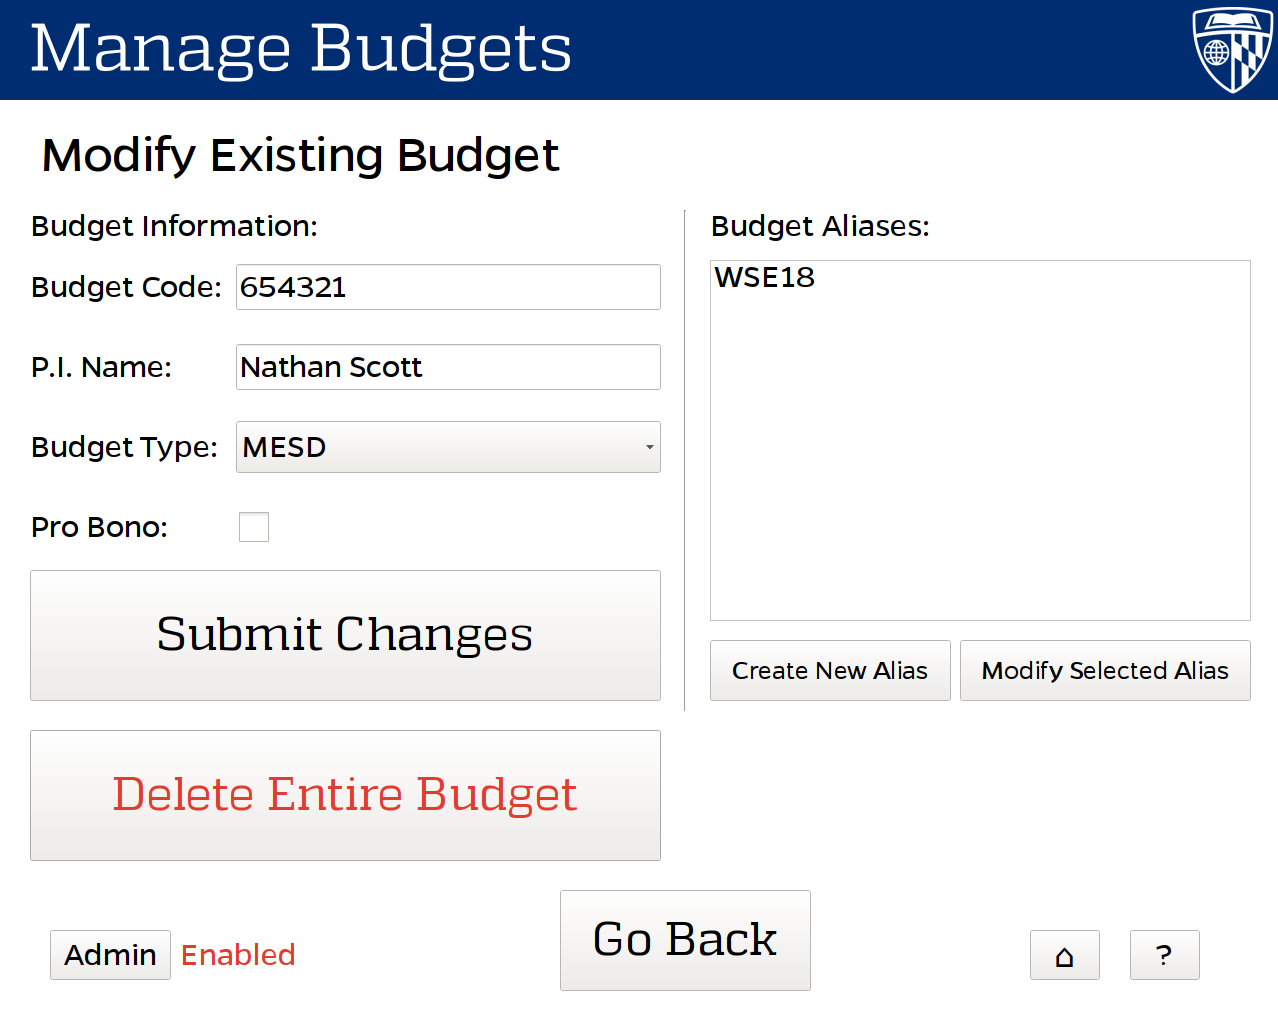 Manage Budgets
Modify Existing Budget
Budget Information:
Budget Code: 654321
P.I. Name: Nathan Scott
Budget Type: MESD
Pro Bono:
Submit Changes
Delete Entire Budget
Budget Aliases:
WSE18
Create New Alias Modify Selected Alias
Go Back
Admin Enabled
?